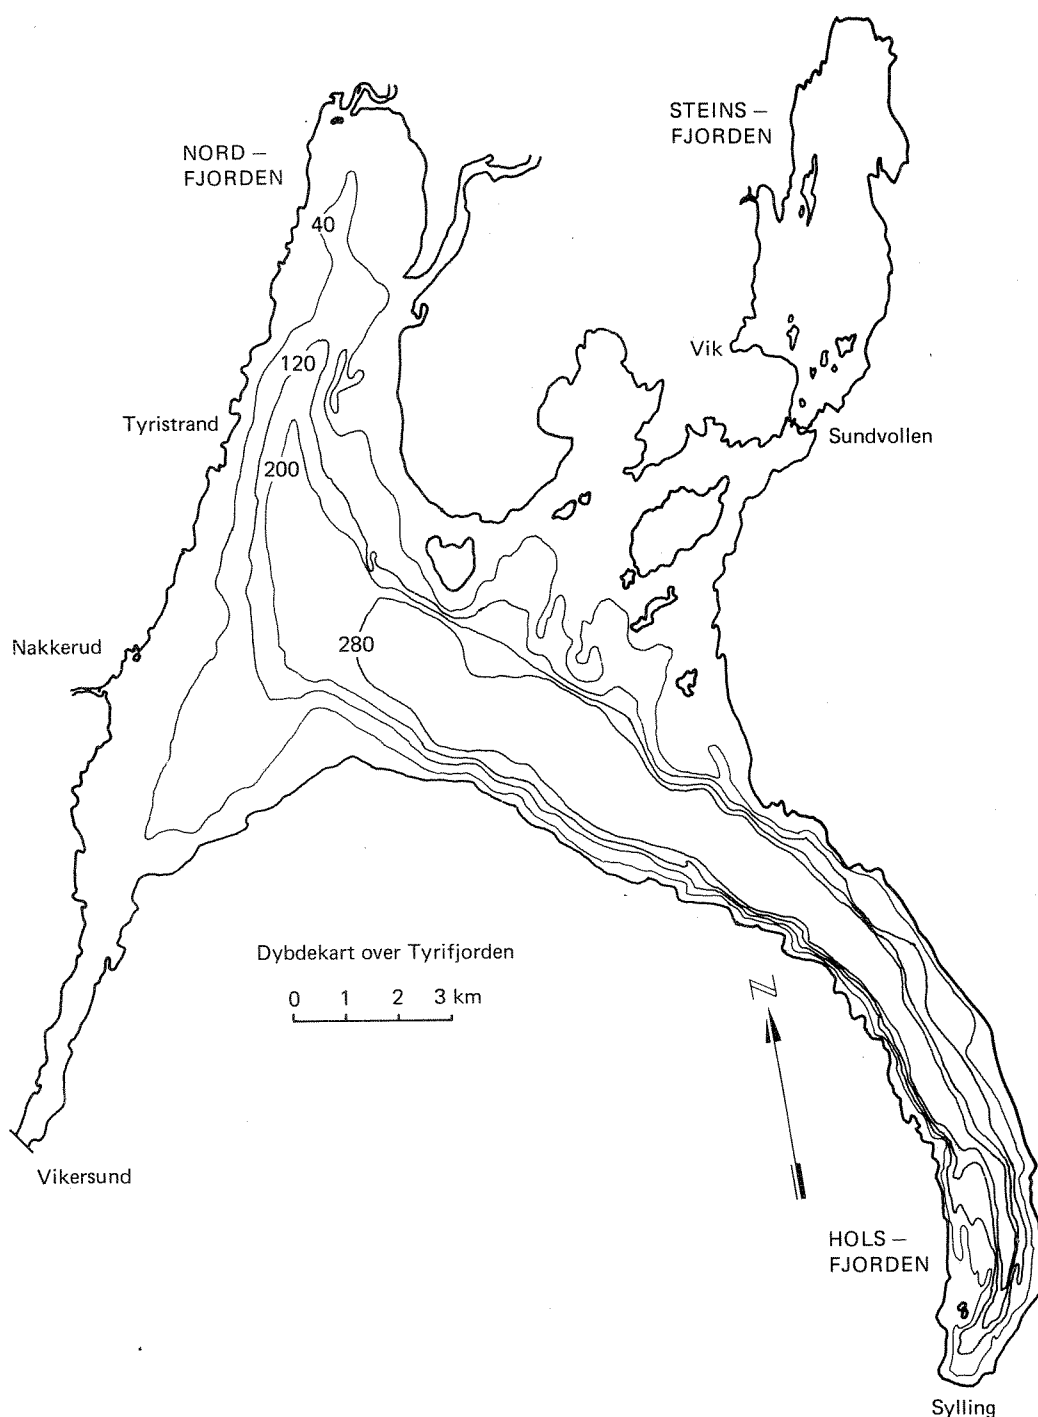 STEINS –
FJORDEN
NORD –
FJORDEN
40
Vik
120
Tyristrand
Sundvollen
200
Nakkerud
280
Dybdekart over Tyrifjorden
0 1 2 3 km
N
HOLS –
FJORDEN
Vikersund
Sylling